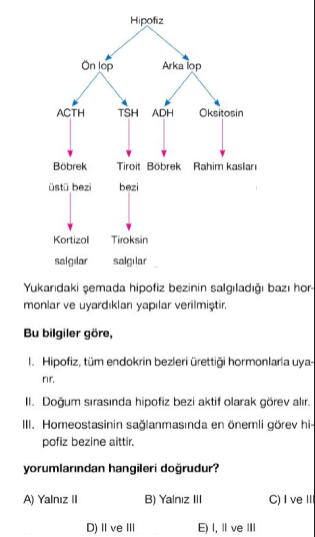 Hipofiz
Ön lop Arka lop
ACTH TSH ADH Oksitosin
Böbrek Tiroit Böbrek Rahim kasları
üstü bezi bezi
Kortizol Tiroksin
salgılar salgılar
Yukarıdaki şemada hipofiz bezinin salgıladığı bazı hor-
monlar ve uyardıkları yapılar verilmiştir.
Bu bilgiler göre,
I. Hipofiz, tüm endokrin bezleri ürettiği hormonlarla uya-
rır.
II. Doğum sırasında hipofiz bezi aktif olarak görev alır.
III. Homeostasinin sağlanmasında en önemli görev hi-
pofiz bezine aittir.
yorumlarından hangileri doğrudur?
A) Yalnız II B) Yalnız III C) I ve III
D) II ve III E) I, II ve III